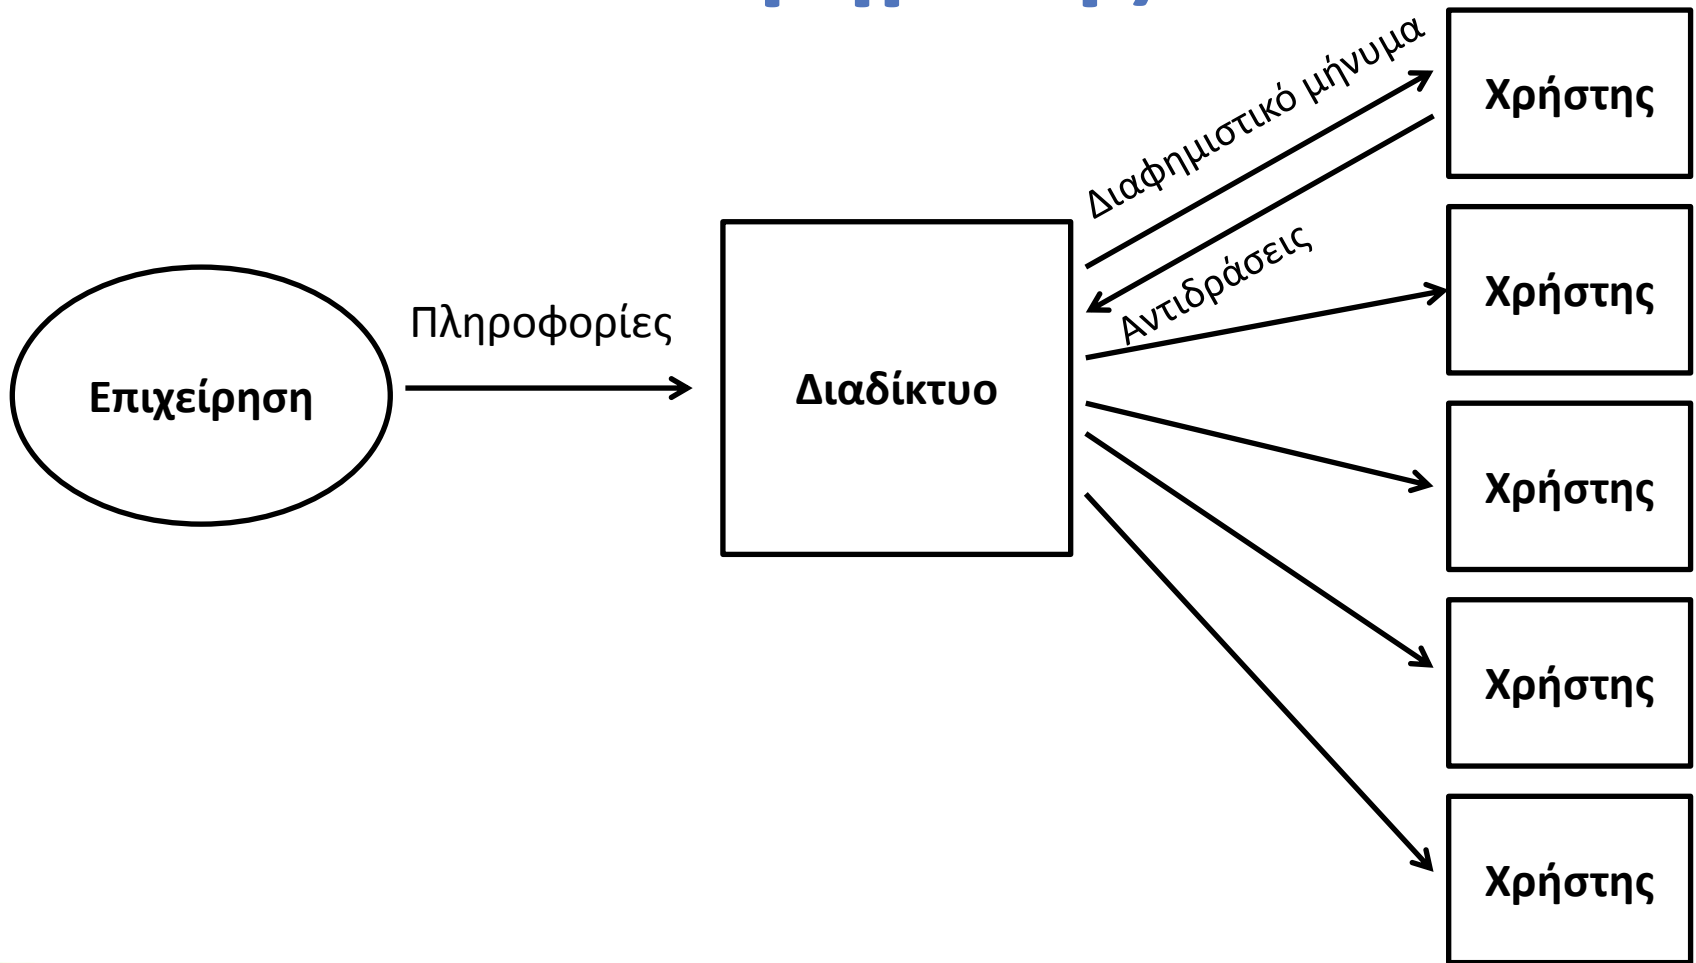 Επιχείρηση
Πληροφορίες
Διαδίκτυο
Διαφημιστικό μήνυμα
Αντιδράσεις
Χρήστης
Χρήστης
Χρήστης
Χρήστης
Χρήστης